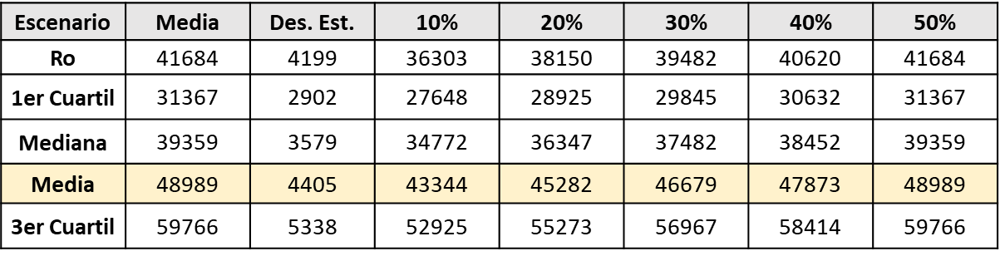 Escenario Media Des. Est. 10% 20% 30% 40% 50%
Ro 41684 4199 36303 38150 39482 40620 41684
1er Cuartil 31367 2902 27648 28925 29845 30632 31367
Mediana 39359 3579 34772 36347 37482 38452 39359
Media 48989 4405 43344 45282 46679 47873 48989
3er Cuartil 59766 5338 52925 55273 56967 58414 59766